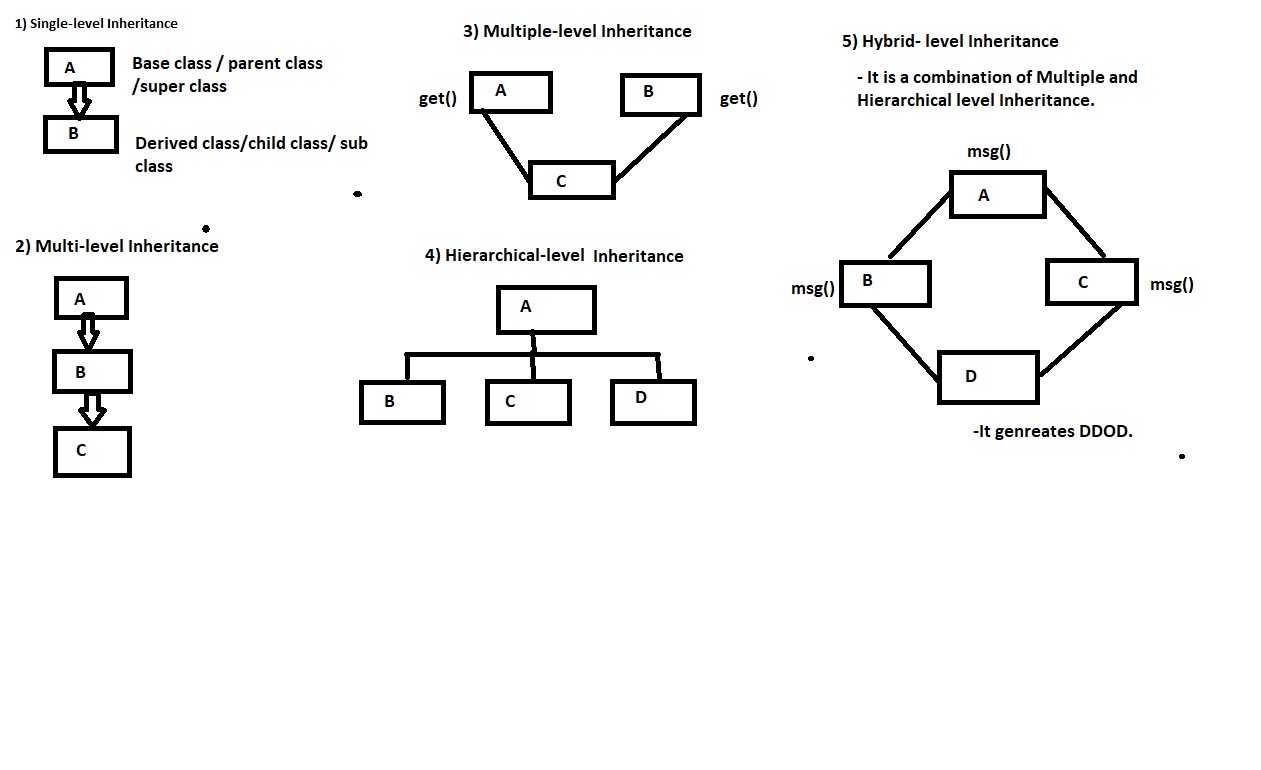 1) Single-level Inheritance
A
Base class / parent class
/super class
B
Derived class/child class/ sub
class
2) Multi-level Inheritance
A
B
C
3) Multiple-level Inheritance
get()
A
B
get()
C
4) Hierarchical-level Inheritance
A
B
C
D
5) Hybrid- level Inheritance
- It is a combination of Multiple and
Hierarchical level Inheritance.
msg()
A
msg()
B
C
msg()
D
-It genreates DDOD.